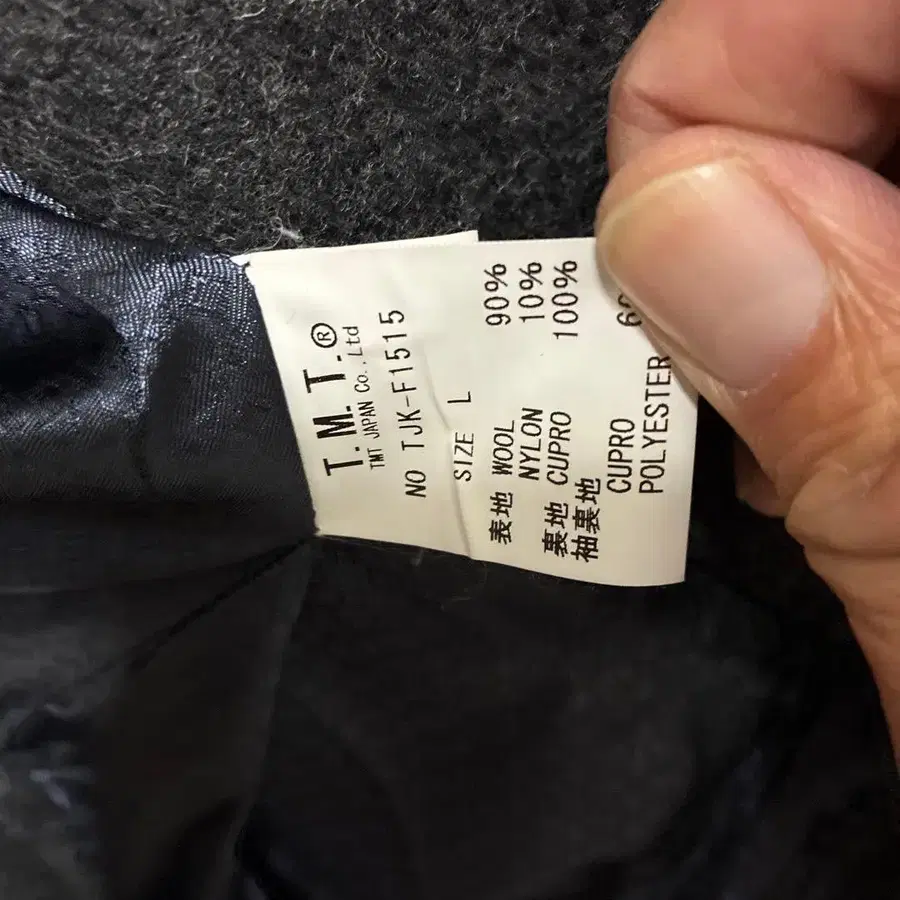 T.M.T.®
TMT JAPAN Co.,Ltd
NO TJK-F1515
SIZE L
表地 WOOL 90%
NYLON 10%
裏地 CUPRO 100%
袖裏地
CUPRO
POLYESTER